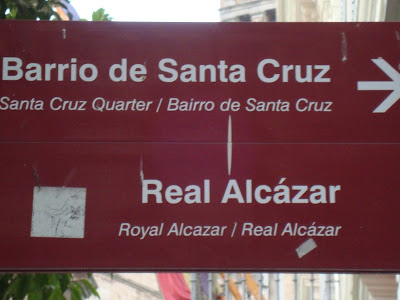 Barrio de Santa Cruz
Santa Cruz Quarter / Bairro de Santa Cruz
Real Alcázar
Royal Alcazar / Real Alcázar